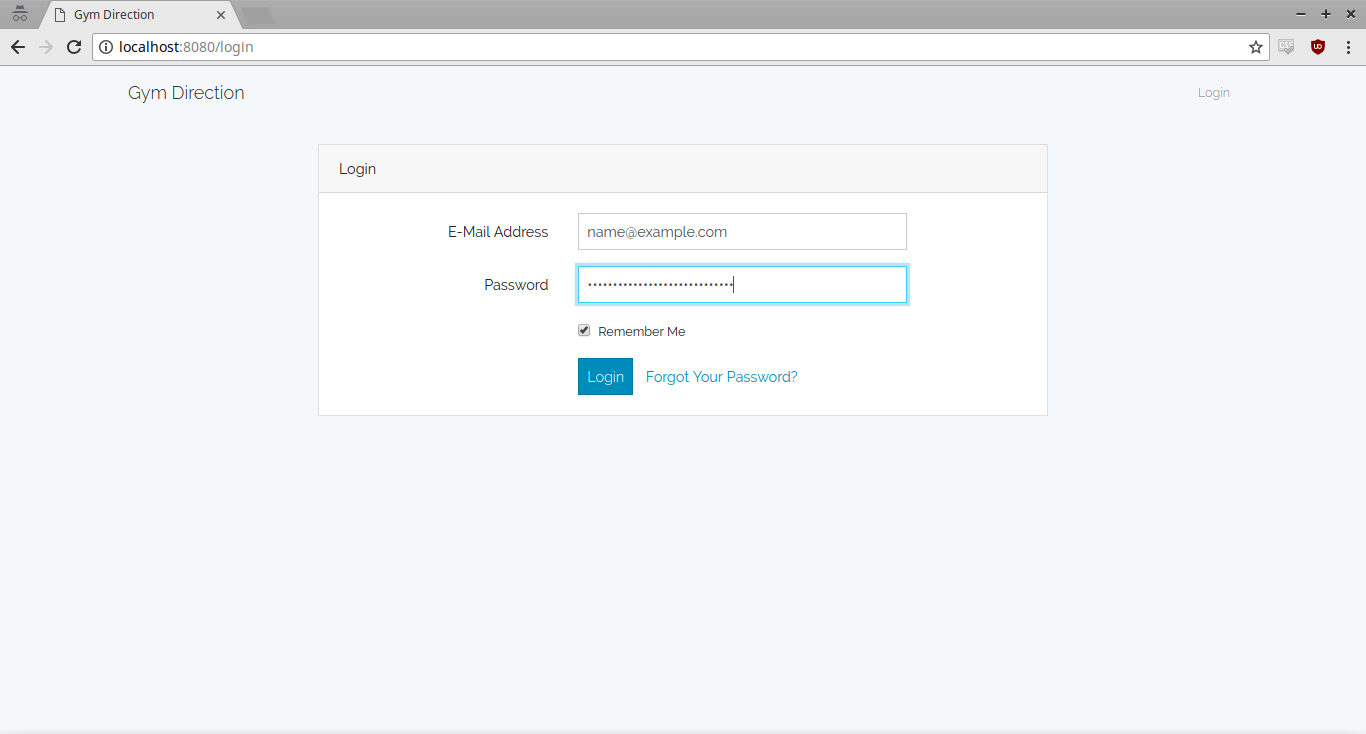 Gym Direction
localhost:8080/login
Gym Direction
Login
Login
E-Mail Address
name@example.com
Password
•••••••••••••••••••••••••••••
Remember Me
Login
Forgot Your Password?